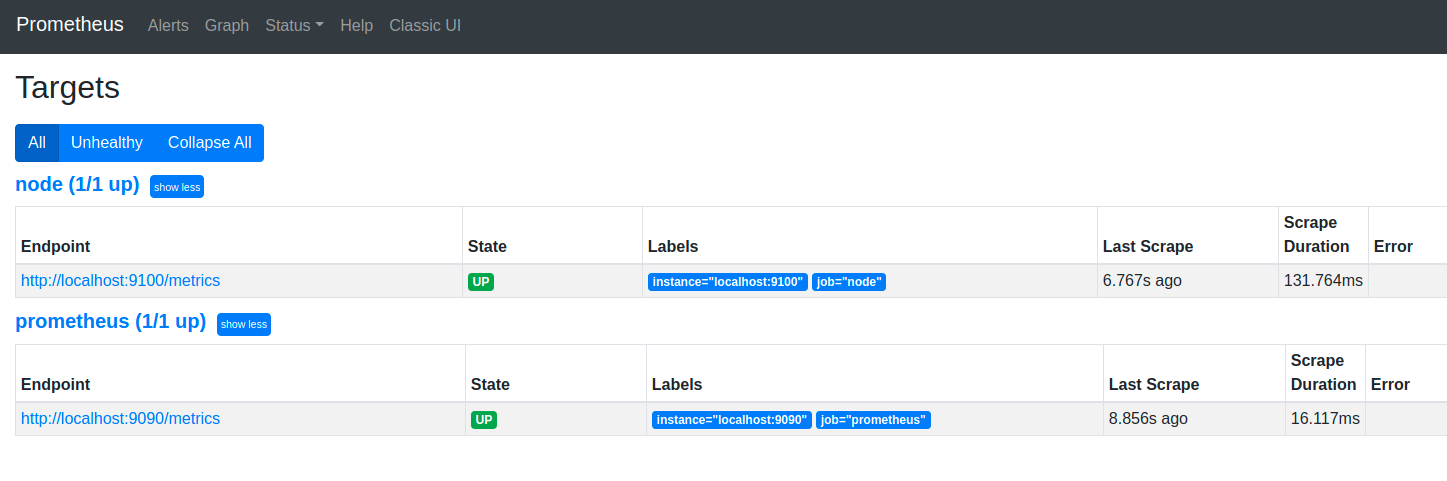 Prometheus Alerts Graph Status Help Classic UI
Targets
All Unhealthy Collapse All
node (1/1 up) show less
Endpoint State Labels Last Scrape Scrape Duration Error
http://localhost:9100/metrics UP instance="localhost:9100" job="node" 6.767s ago 131.764ms
prometheus (1/1 up) show less
Endpoint State Labels Last Scrape Scrape Duration Error
http://localhost:9090/metrics UP instance="localhost:9090" job="prometheus" 8.856s ago 16.117ms